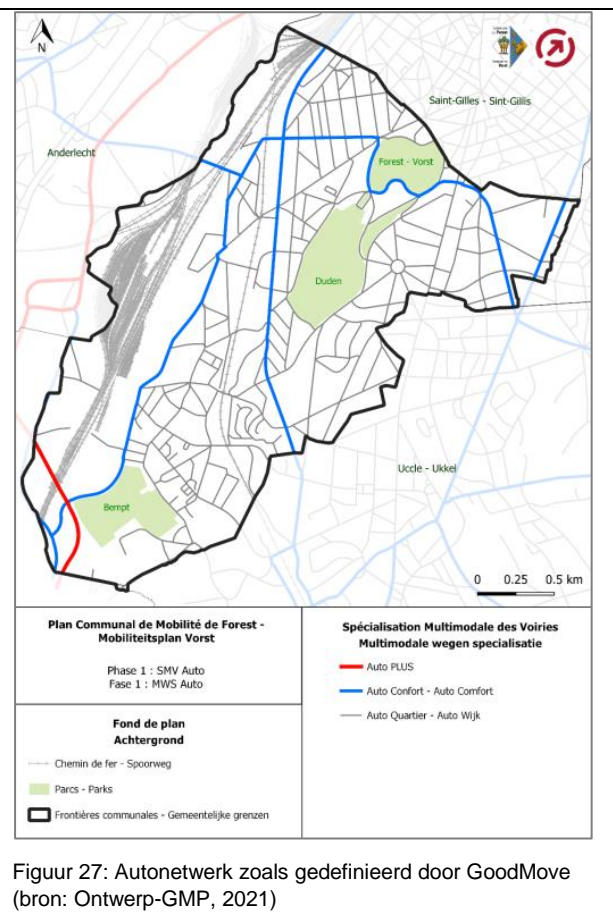 N
Saint-Gilles - Sint-Gillis
Anderlecht
Forest - Vorst
Duden
Uccle - Ukkel
Bempt
0 0.25 0.5 km
Plan Communal de Mobilité de Forest -
Mobiliteitsplan Vorst
Phase 1 : SMV Auto
Fase 1 : MWS Auto
Fond de plan
Achtergrond
Chemin de fer - Spoorweg
Parcs - Parks
Frontières communales - Gemeentelijke grenzen
Spécialisation Multimodale des Voiries
Multimodale wegen specialisatie
Auto PLUS
Auto Confort - Auto Comfort
Auto Quartier - Auto Wijk
Figuur 27: Autonetwerk zoals gedefinieerd door GoodMove
(bron: Ontwerp-GMP, 2021)